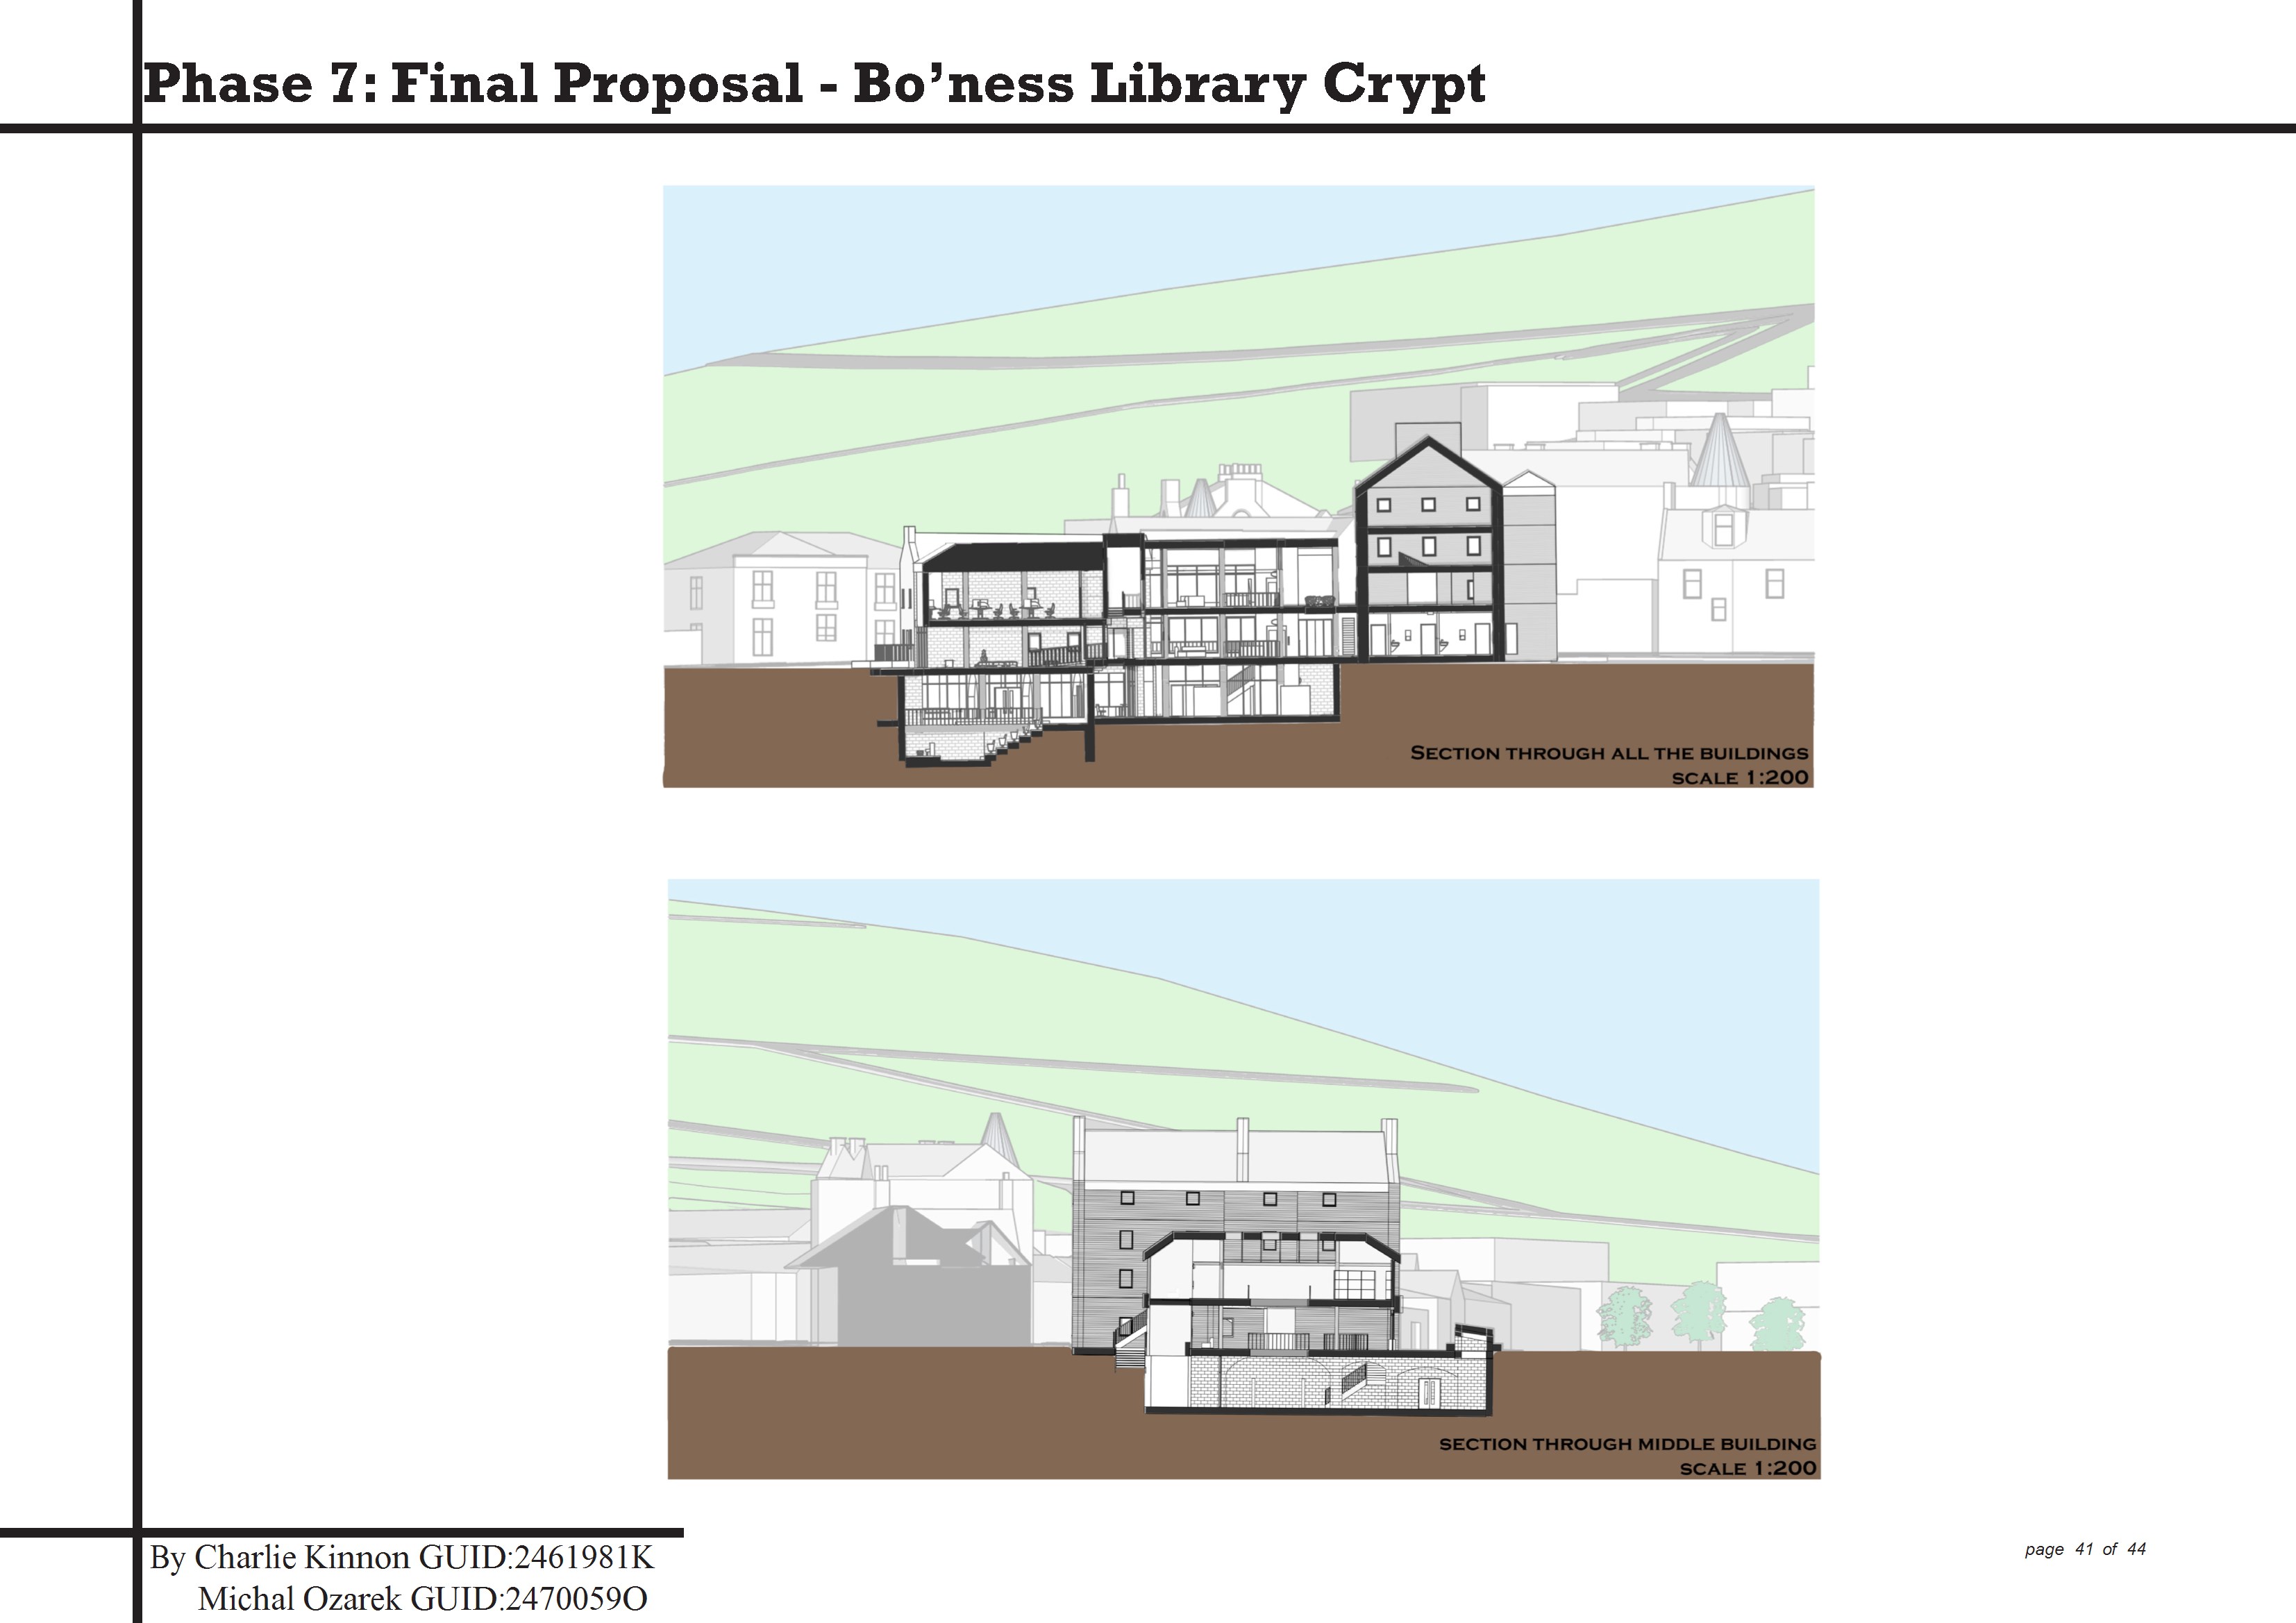 Phase 7: Final Proposal - Bo’ness Library Crypt
Section through all the buildings
scale 1:200
section through middle building
scale 1:200
By Charlie Kinnon GUID:2461981K
Michal Ozarek GUID:2470059O
page 41 of 44